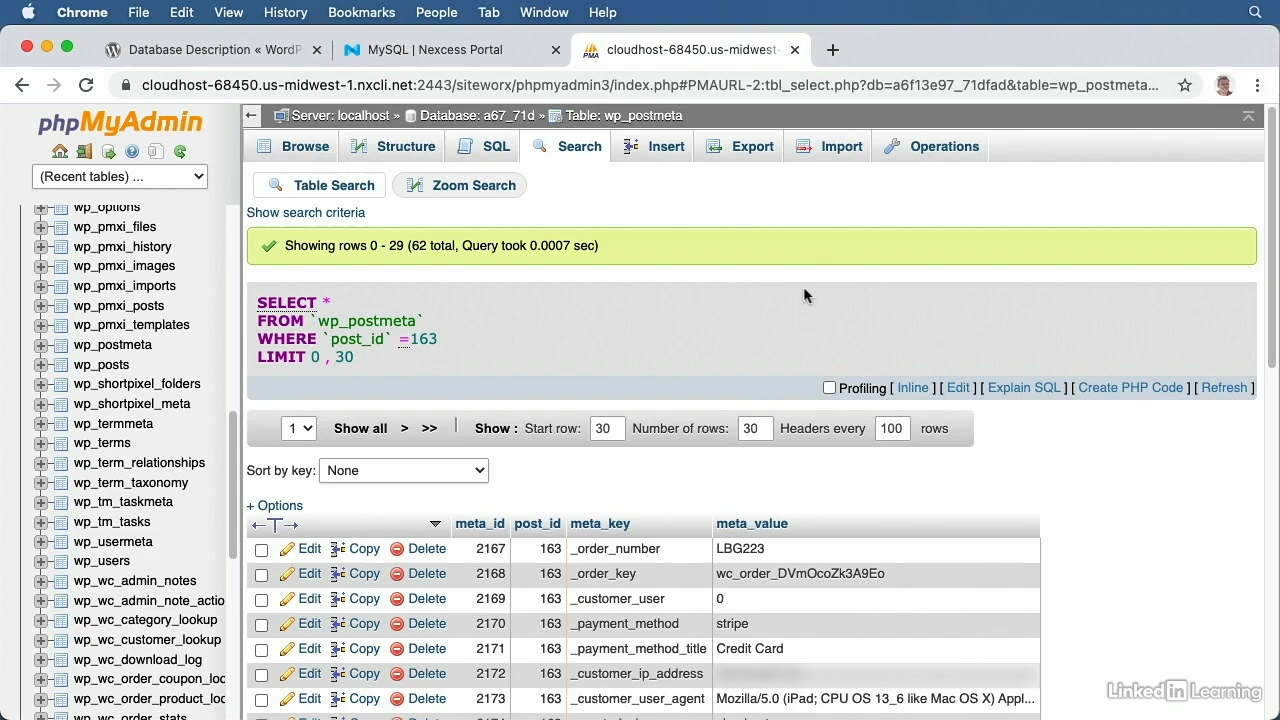 Chrome File Edit View History Bookmarks People Tab Window Help
Database Description « WordP
MySQL | Nexcess Portal
PMA cloudhost-68450.us-midwest-
cloudhost-68450.us-midwest-1.nxcli.net:2443/siteworx/phpmyadmin3/index.php#PMAURL-2:tbl_select.php?db=a6f13e97_71dfad&table=wp_postmeta...
phpMyAdmin
(Recent tables) ...
wp_options
wp_pmxi_files
wp_pmxi_history
wp_pmxi_images
wp_pmxi_imports
wp_pmxi_posts
wp_pmxi_templates
wp_postmeta
wp_posts
wp_shortpixel_folders
wp_shortpixel_meta
wp_termmeta
wp_terms
wp_term_relationships
wp_term_taxonomy
wp_tm_taskmeta
wp_tm_tasks
wp_usermeta
wp_users
wp_wc_admin_notes
wp_wc_admin_note_actio
wp_wc_category_lookup
wp_wc_customer_lookup
wp_wc_download_log
wp_wc_order_coupon_loo
wp_wc_order_product_loo
wp_wc_order_stats
Server: localhost » Database: a67_71d » Table: wp_postmeta
Browse Structure SQL Search Insert Export Import Operations
Table Search Zoom Search
Show search criteria
Showing rows 0 - 29 (62 total, Query took 0.0007 sec)
SELECT *
FROM `wp_postmeta`
WHERE `post_id` =163
LIMIT 0 , 30
Profiling [ Inline ] [ Edit ] [ Explain SQL ] [ Create PHP Code ] [ Refresh ]
1 Show all > >> | Show : Start row: 30 Number of rows: 30 Headers every 100 rows
Sort by key: None
+ Options
←T→ meta_id post_id meta_key meta_value
Edit Copy Delete 2167 163 _order_number LBG223
Edit Copy Delete 2168 163 _order_key wc_order_DVmOcoZk3A9Eo
Edit Copy Delete 2169 163 _customer_user 0
Edit Copy Delete 2170 163 _payment_method stripe
Edit Copy Delete 2171 163 _payment_method_title Credit Card
Edit Copy Delete 2172 163 _customer_ip_address
Edit Copy Delete 2173 163 _customer_user_agent Mozilla/5.0 (iPad; CPU OS 13_6 like Mac OS X) Appl...
LinkedIn Learning